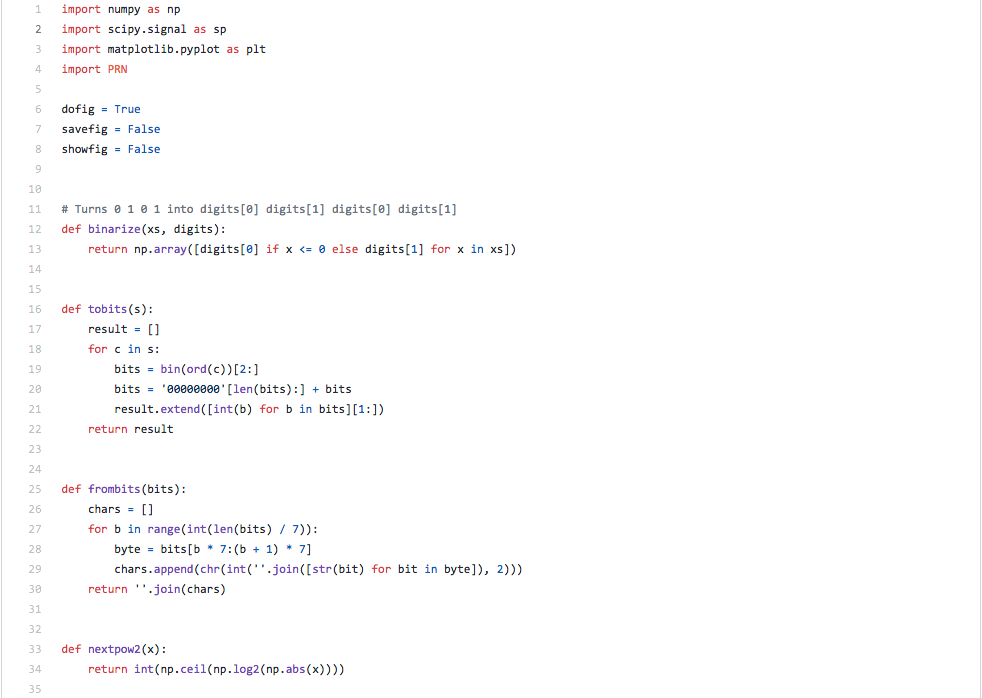 1 import numpy as np
2 import scipy.signal as sp
3 import matplotlib.pyplot as plt
4 import PRN
5
6 dofig = True
7 savefig = False
8 showfig = False
9
10
11 # Turns 0 1 0 1 into digits[0] digits[1] digits[0] digits[1]
12 def binarize(xs, digits):
13     return np.array([digits[0] if x <= 0 else digits[1] for x in xs])
14
15
16 def tobits(s):
17     result = []
18     for c in s:
19         bits = bin(ord(c))[2:]
20         bits = '00000000'[len(bits):] + bits
21         result.extend([int(b) for b in bits][1:])
22     return result
23
24
25 def frombits(bits):
26     chars = []
27     for b in range(int(len(bits) / 7)):
28         byte = bits[b * 7:(b + 1) * 7]
29         chars.append(chr(int(''.join([str(bit) for bit in byte]), 2)))
30     return ''.join(chars)
31
32
33 def nextpow2(x):
34     return int(np.ceil(np.log2(np.abs(x))))
35